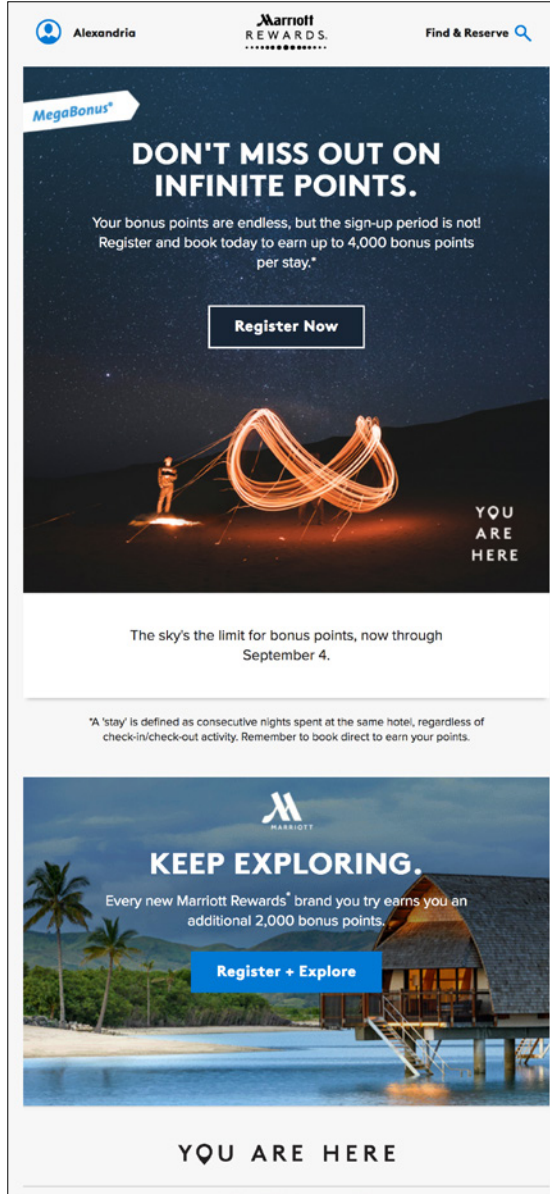 Alexandria
Marriott
REWARDS.
Find & Reserve
MegaBonus®
DON'T MISS OUT ON
INFINITE POINTS.
Your bonus points are endless, but the sign-up period is not!
Register and book today to earn up to 4,000 bonus points
per stay.*
Register Now
YOU
ARE
HERE
The sky's the limit for bonus points, now through
September 4.
*A 'stay' is defined as consecutive nights spent at the same hotel, regardless of
check-in/check-out activity. Remember to book direct to earn your points.
MARRIOTT
KEEP EXPLORING.
Every new Marriott Rewards® brand you try earns you an
additional 2,000 bonus points.
Register + Explore
YOU ARE HERE